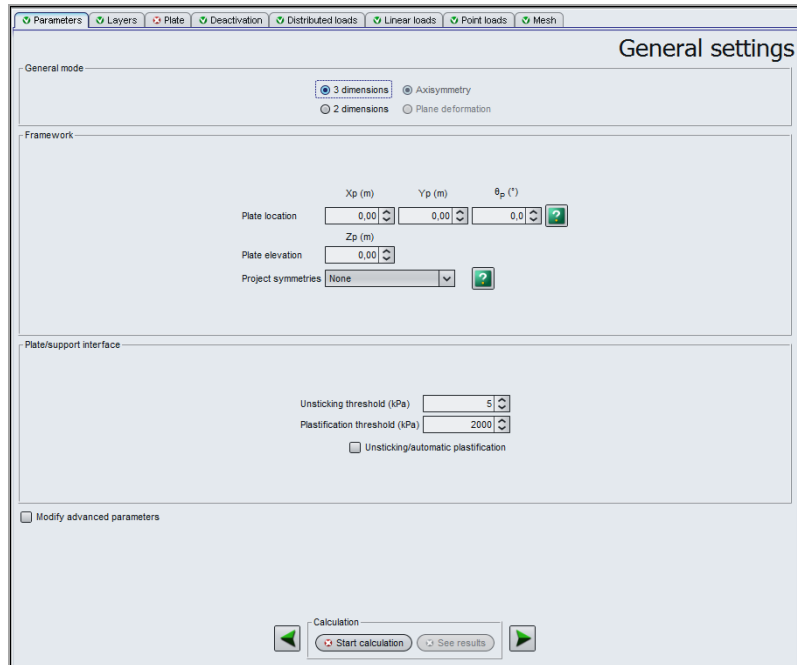 Parameters Layers Plate Deactivation Distributed loads Linear loads Point loads Mesh
General settings
General mode
3 dimensions Axisymmetry
2 dimensions Plane deformation
Framework
Xp (m) Yp (m) θp (°)
Plate location 0,00 0,00 0,0 ?
Zp (m)
Plate elevation 0,00
Project symmetries None ?
Plate/support interface
Unsticking threshold (kPa) 5
Plastification threshold (kPa) 2000
Unsticking/automatic plastification
Modify advanced parameters
Calculation
Start calculation See results